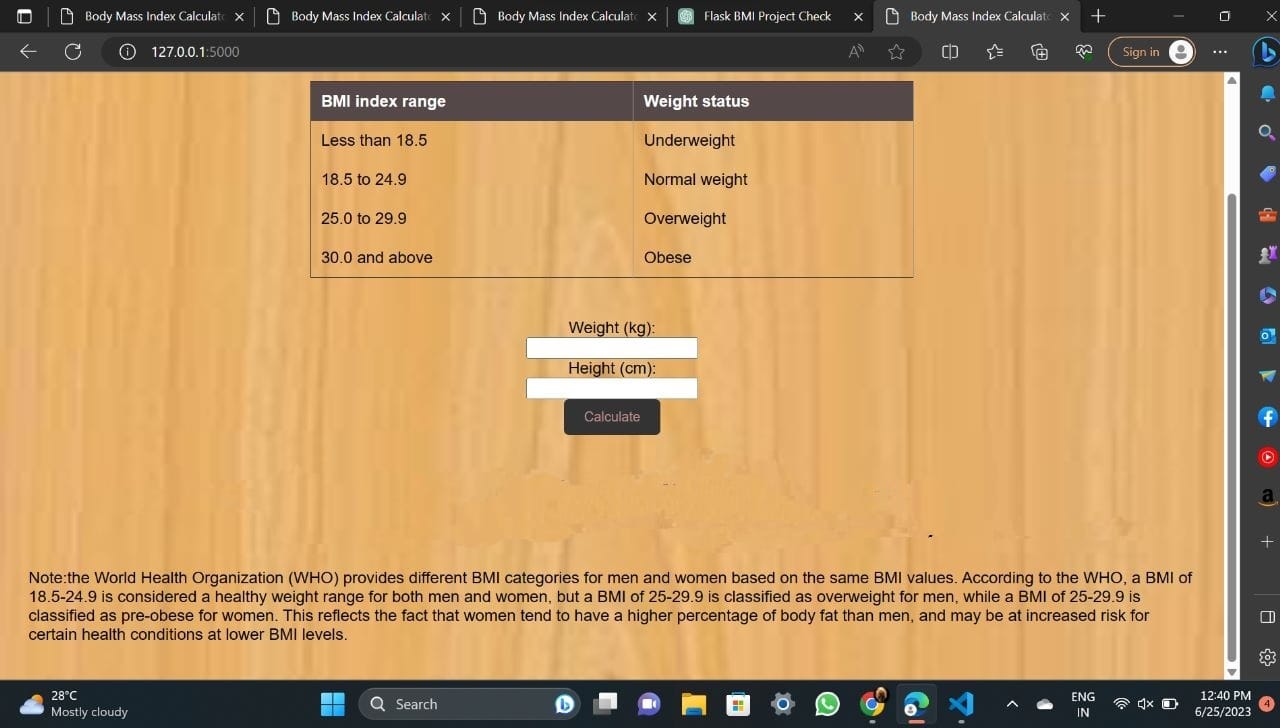 Body Mass Index Calculat
Body Mass Index Calculat
Body Mass Index Calculat
Flask BMI Project Check
Body Mass Index Calculat
127.0.0.1:5000
Sign in
BMI index range Weight status
Less than 18.5 Underweight
18.5 to 24.9 Normal weight
25.0 to 29.9 Overweight
30.0 and above Obese
Weight (kg):
Height (cm):
Calculate
Note:the World Health Organization (WHO) provides different BMI categories for men and women based on the same BMI values. According to the WHO, a BMI of
18.5-24.9 is considered a healthy weight range for both men and women, but a BMI of 25-29.9 is classified as overweight for men, while a BMI of 25-29.9 is
classified as pre-obese for women. This reflects the fact that women tend to have a higher percentage of body fat than men, and may be at increased risk for
certain health conditions at lower BMI levels.
28°C
Mostly cloudy
Search
ENG
IN
12:40 PM
6/25/2023
4